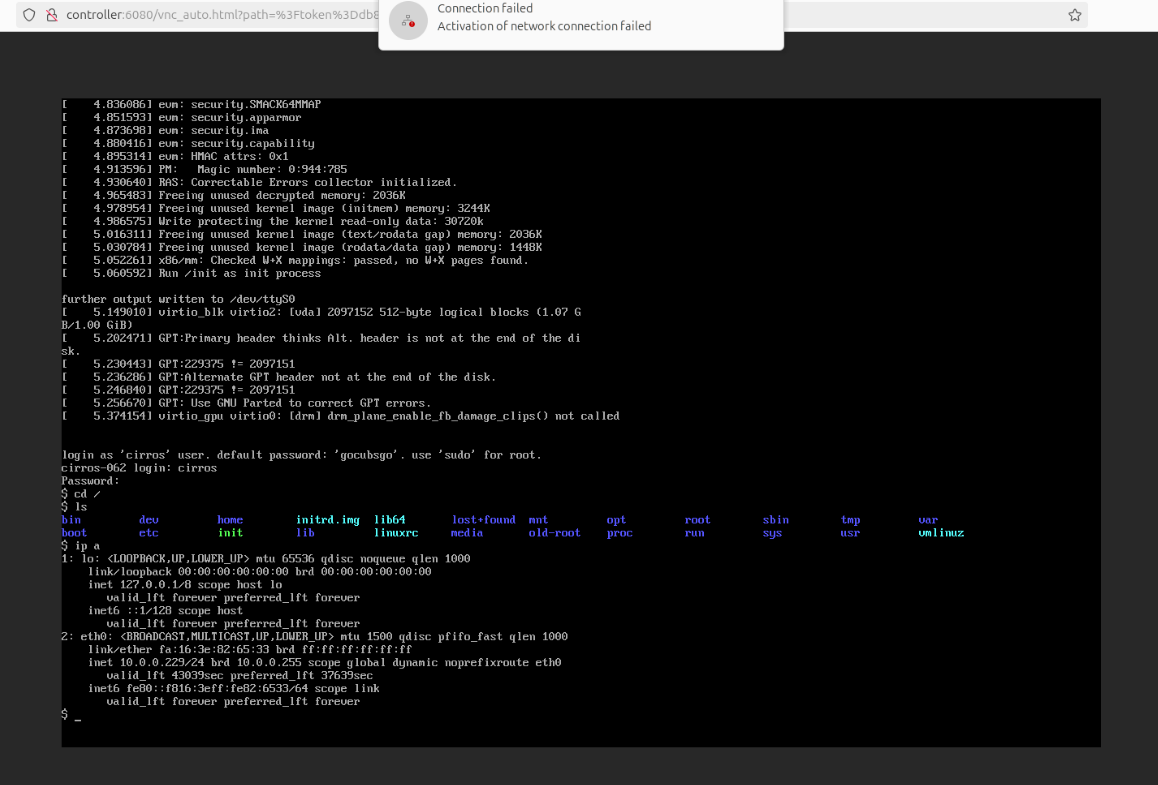 controller:6080/vnc_auto.html?path=%3Ftoken%3Ddb8
Connection failed
Activation of network connection failed
[    4.836086] evm: security.SMACK64MMAP
[    4.851593] evm: security.apparmor
[    4.873698] evm: security.ima
[    4.880416] evm: security.capability
[    4.895314] evm: HMAC attrs: 0x1
[    4.913596] PM:   Magic number: 0:944:785
[    4.930640] RAS: Correctable Errors collector initialized.
[    4.965483] Freeing unused decrypted memory: 2036K
[    4.978954] Freeing unused kernel image (initmem) memory: 3244K
[    4.986575] Write protecting the kernel read-only data: 30720k
[    5.016311] Freeing unused kernel image (text/rodata gap) memory: 2036K
[    5.030784] Freeing unused kernel image (rodata/data gap) memory: 1448K
[    5.052261] x86/mm: Checked W+X mappings: passed, no W+X pages found.
[    5.060592] Run /init as init process
further output written to /dev/ttyS0
[    5.149010] virtio_blk virtio2: [vda] 2097152 512-byte logical blocks (1.07 G
B/1.00 GiB)
[    5.202471] GPT:Primary header thinks Alt. header is not at the end of the di
sk.
[    5.230443] GPT:229375 != 2097151
[    5.236286] GPT:Alternate GPT header not at the end of the disk.
[    5.246840] GPT:229375 != 2097151
[    5.256670] GPT: Use GNU Parted to correct GPT errors.
[    5.374154] virtio_gpu virtio0: [drm] drm_plane_enable_fb_damage_clips() not called
login as 'cirros' user. default password: 'gocubsgo'. use 'sudo' for root.
cirros-062 login: cirros
Password:
$ cd /
$ ls
bin         dev         home        initrd.img  lib64       lost+found  mnt         opt         root        sbin        tmp         var
boot        etc         init        lib         linuxrc     media       old-root    proc        run         sys         usr         vmlinuz
$ ip a
1: lo: <LOOPBACK,UP,LOWER_UP> mtu 65536 qdisc noqueue qlen 1000
    link/loopback 00:00:00:00:00:00 brd 00:00:00:00:00:00
    inet 127.0.0.1/8 scope host lo
       valid_lft forever preferred_lft forever
    inet6 ::1/128 scope host
       valid_lft forever preferred_lft forever
2: eth0: <BROADCAST,MULTICAST,UP,LOWER_UP> mtu 1500 qdisc pfifo_fast qlen 1000
    link/ether fa:16:3e:82:65:33 brd ff:ff:ff:ff:ff:ff
    inet 10.0.0.229/24 brd 10.0.0.255 scope global dynamic noprefixroute eth0
       valid_lft 43039sec preferred_lft 37639sec
    inet6 fe80::f816:3eff:fe82:6533/64 scope link
       valid_lft forever preferred_lft forever
$ _